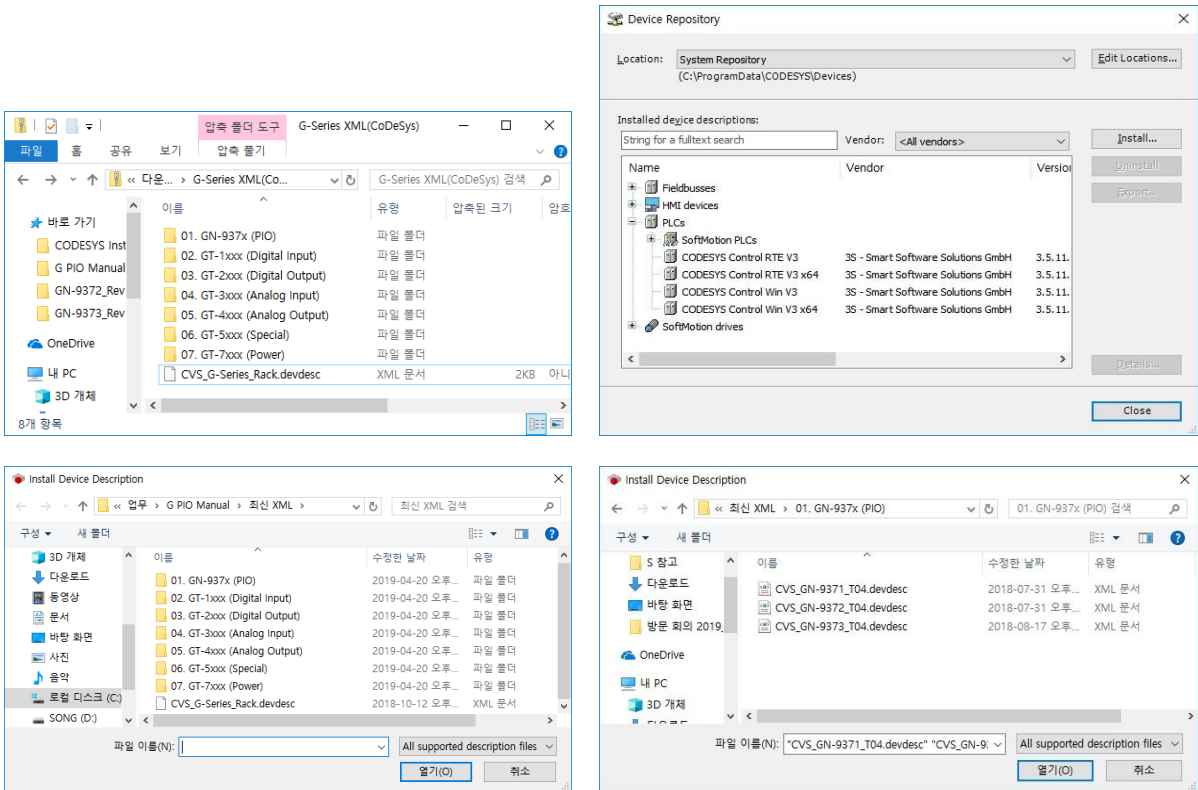 압축 폴더 도구 G-Series XML(CoDeSys)
파일 홈 공유 보기 압축 풀기
« 다운... › G-Series XML(Co... G-Series XML(CoDeSys) 검색
이름 유형 압축된 크기 암호
바로 가기
CODESYS Inst
G PIO Manual
GN-9372_Rev
GN-9373_Rev
OneDrive
내 PC
3D 개체
01. GN-937x (PIO) 파일 폴더
02. GT-1xxx (Digital Input) 파일 폴더
03. GT-2xxx (Digital Output) 파일 폴더
04. GT-3xxx (Analog Input) 파일 폴더
05. GT-4xxx (Analog Output) 파일 폴더
06. GT-5xxx (Special) 파일 폴더
07. GT-7xxx (Power) 파일 폴더
CVS_G-Series_Rack.devdesc XML 문서 2KB 아니
8개 항목
Device Repository
Location: System Repository Edit Locations...
(C:\ProgramData\CODESYS\Devices)
Installed device descriptions:
String for a fulltext search Vendor: <All vendors> Install...
Name Vendor Version
Uninstall
Export...
Fieldbusses
HMI devices
PLCs
SoftMotion PLCs
CODESYS Control RTE V3 3S - Smart Software Solutions GmbH 3.5.11.
CODESYS Control RTE V3 x64 3S - Smart Software Solutions GmbH 3.5.11.
CODESYS Control Win V3 3S - Smart Software Solutions GmbH 3.5.11.
CODESYS Control Win V3 x64 3S - Smart Software Solutions GmbH 3.5.11.
SoftMotion drives
Details...
Close
Install Device Description
« 업무 › G PIO Manual › 최신 XML › 최신 XML 검색
구성 새 폴더
3D 개체
다운로드
동영상
문서
바탕 화면
사진
음악
로컬 디스크 (C:)
SONG (D:)
이름 수정한 날짜 유형
01. GN-937x (PIO) 2019-04-20 오후... 파일 폴더
02. GT-1xxx (Digital Input) 2019-04-20 오후... 파일 폴더
03. GT-2xxx (Digital Output) 2019-04-20 오후... 파일 폴더
04. GT-3xxx (Analog Input) 2019-04-20 오후... 파일 폴더
05. GT-4xxx (Analog Output) 2019-04-20 오후... 파일 폴더
06. GT-5xxx (Special) 2019-04-20 오후... 파일 폴더
07. GT-7xxx (Power) 2019-04-20 오후... 파일 폴더
CVS_G-Series_Rack.devdesc 2018-10-12 오후... XML 문서
파일 이름(N): All supported description files
열기(O) 취소
Install Device Description
« 최신 XML › 01. GN-937x (PIO) 01. GN-937x (PIO) 검색
구성 새 폴더
S 참고
다운로드
바탕 화면
방문 회의 2019_
OneDrive
내 PC
3D 개체
이름 수정한 날짜 유형
CVS_GN-9371_T04.devdesc 2018-07-31 오후... XML 문서
CVS_GN-9372_T04.devdesc 2018-07-31 오후... XML 문서
CVS_GN-9373_T04.devdesc 2018-08-17 오후... XML 문서
파일 이름(N): "CVS_GN-9371_T04.devdesc" "CVS_GN-9 All supported description files
열기(O) 취소